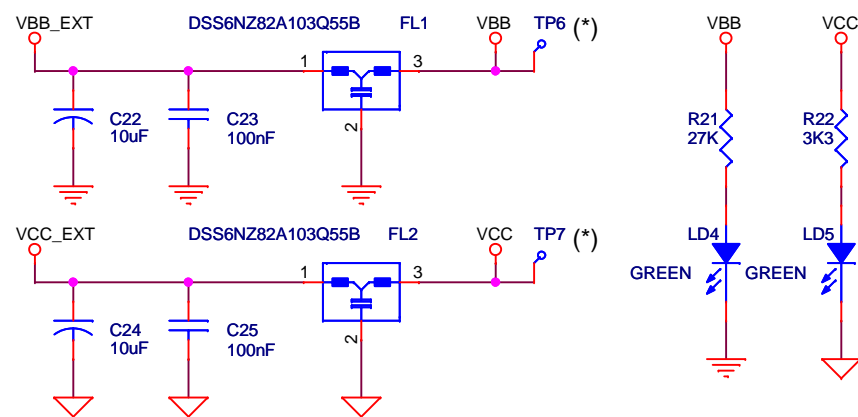 VBB_EXT
DSS6NZ82A103Q55B
FL1
VBB
TP6 (*)
1
3
2
C22
10uF
C23
100nF
VCC_EXT
DSS6NZ82A103Q55B
FL2
VCC
TP7 (*)
1
3
2
C24
10uF
C25
100nF
VBB
VCC
R21
27K
R22
3K3
LD4
GREEN
LD5
GREEN